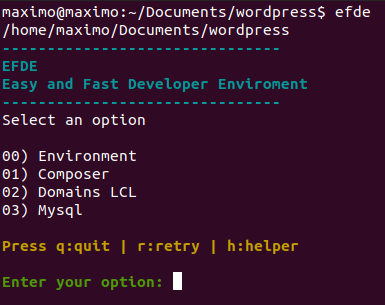 maximo@maximo:~/Documents/wordpress$ efde
/home/maximo/Documents/wordpress
-------------------------------
EFDE
Easy and Fast Developer Enviroment
-------------------------------
Select an option
00) Environment
01) Composer
02) Domains LCL
03) Mysql
Press q:quit | r:retry | h:helper
Enter your option: